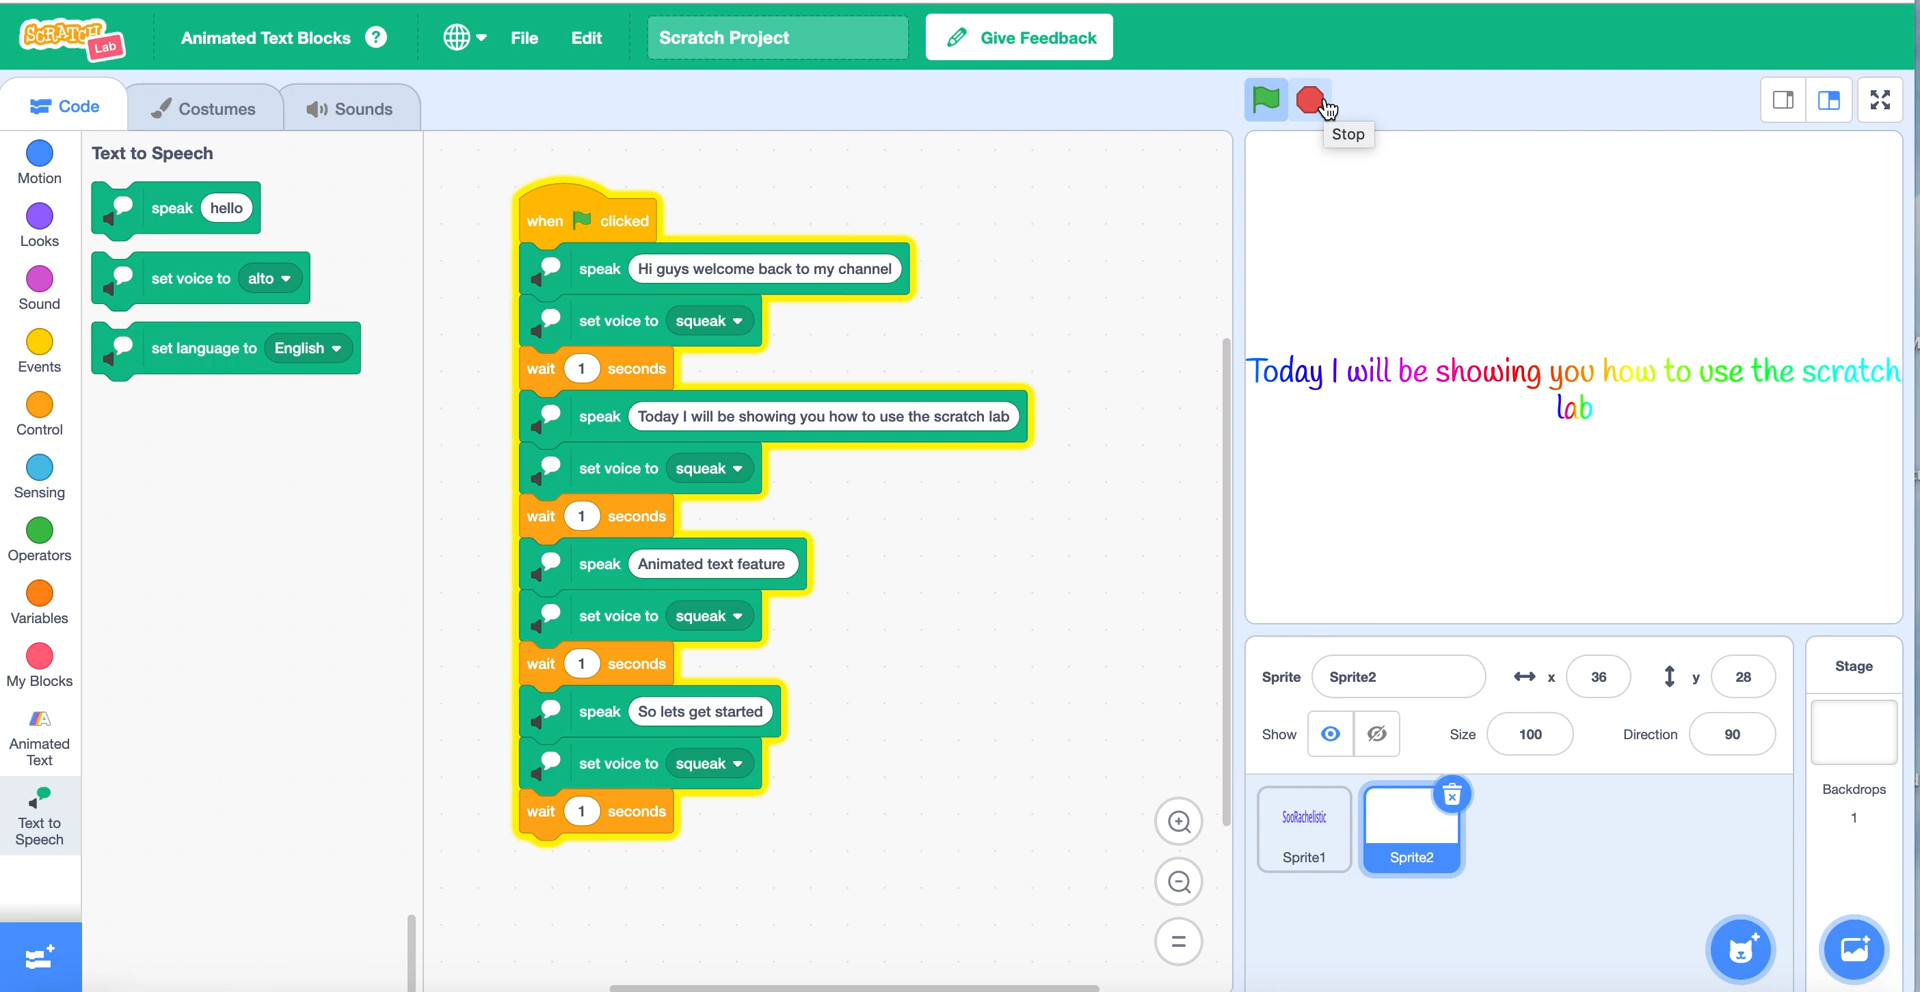 SCRATCH Lab
Animated Text Blocks ?
File
Edit
Scratch Project
Give Feedback
Code
Costumes
Sounds
Stop
Motion
Looks
Sound
Events
Control
Sensing
Operators
Variables
My Blocks
Animated
Text
Text to
Speech
Text to Speech
speak hello
set voice to alto
set language to English
when clicked
speak Hi guys welcome back to my channel
set voice to squeak
wait 1 seconds
speak Today I will be showing you how to use the scratch lab
set voice to squeak
wait 1 seconds
speak Animated text feature
set voice to squeak
wait 1 seconds
speak So lets get started
set voice to squeak
wait 1 seconds
Today I will be showing you how to use the scratch
lab
Sprite Sprite2 x 36 y 28
Show Size 100 Direction 90
SooRachelistic
Sprite1
Sprite2
Stage
Backdrops
1